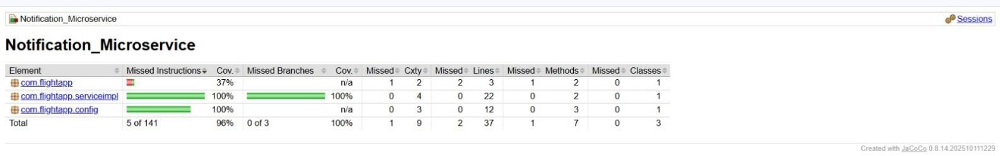 Notification_Microservice Sessions
Notification_Microservice
Element Missed Instructions Cov. Missed Branches Cov. Missed Cxty Missed Lines Missed Methods Missed Classes
com.flightapp 37% n/a 1 2 2 3 1 2 0 1
com.flightapp.serviceimpl 100% 100% 0 4 0 22 0 2 0 1
com.flightapp.config 100% n/a 0 3 0 12 0 3 0 1
Total 5 of 141 96% 0 of 3 100% 1 9 2 37 1 7 0 3
Created with JaCoCo 0.8.14.202510111229